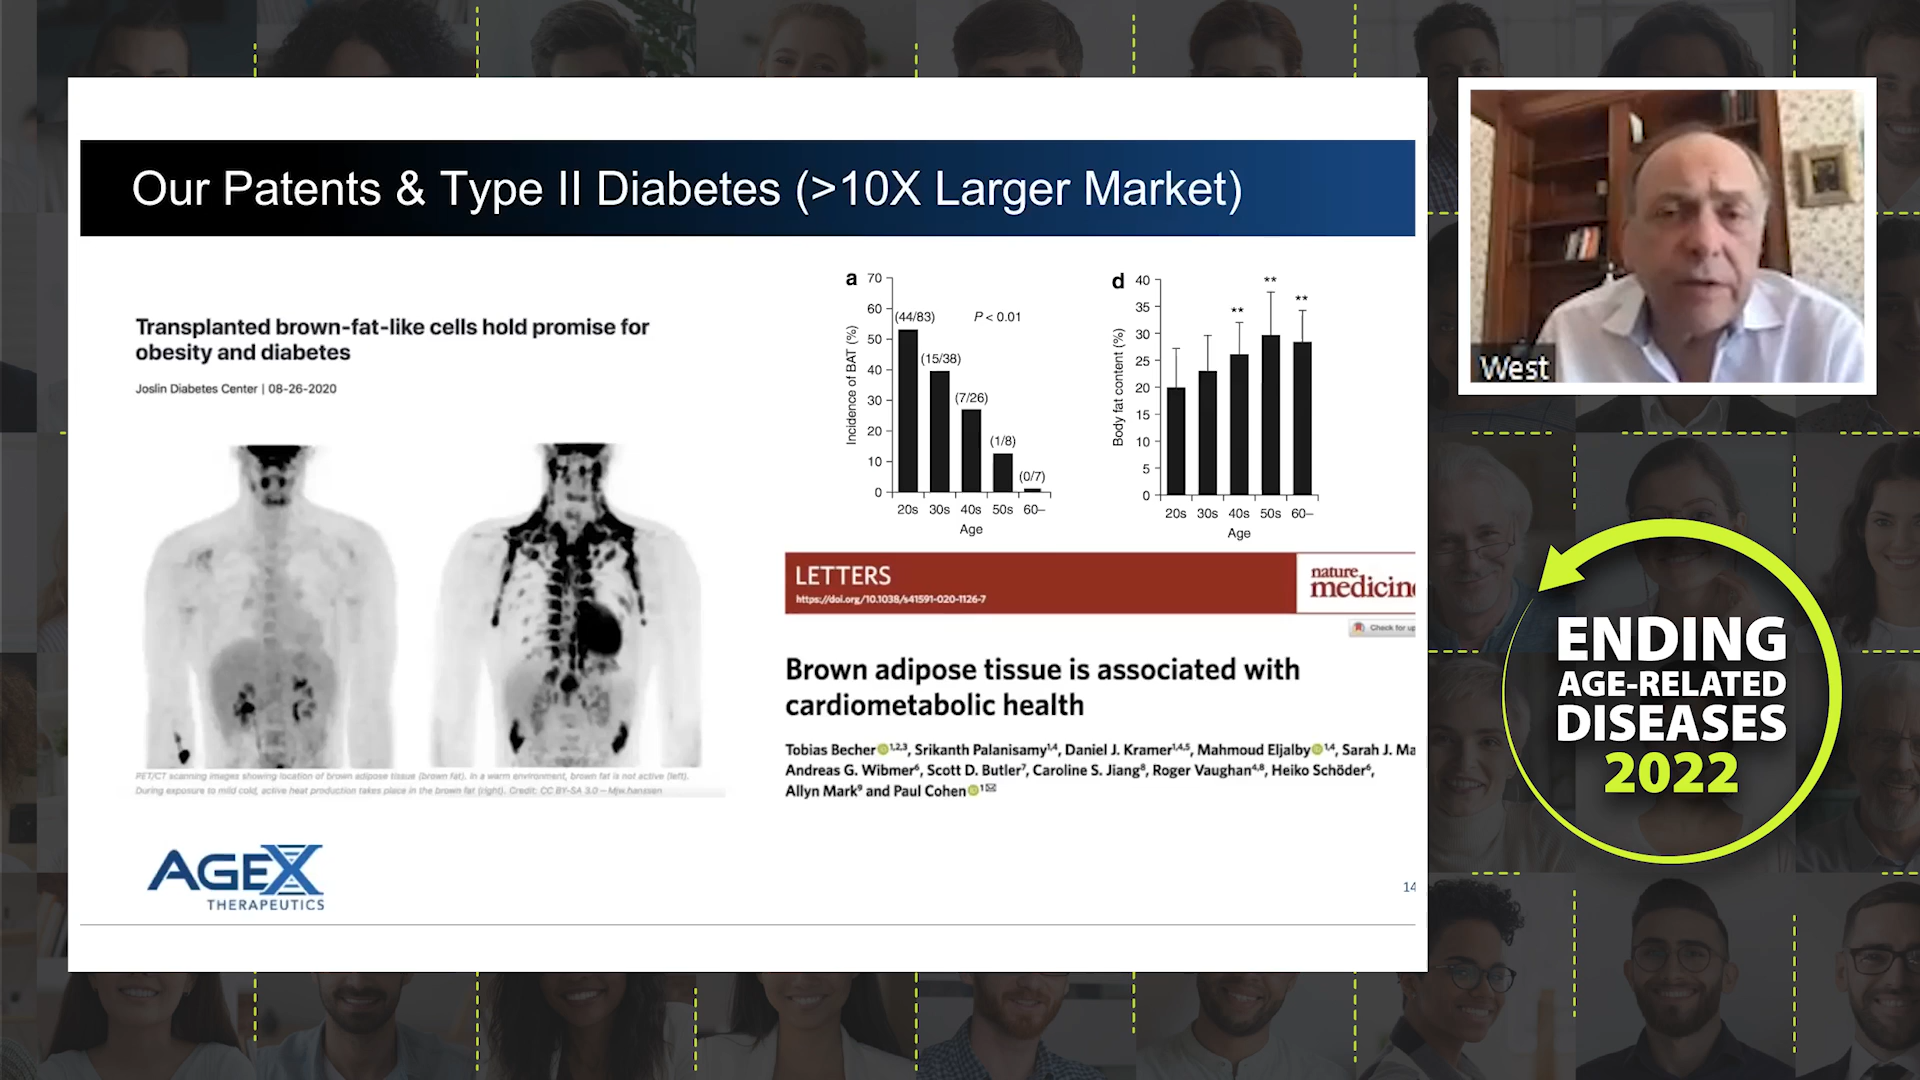 Our Patents & Type II Diabetes (>10X Larger Market)
Transplanted brown-fat-like cells hold promise for
obesity and diabetes
Joslin Diabetes Center | 08-26-2020
PET/CT scanning images showing location of brown adipose tissue (brown fat). In a warm environment, brown fat is not active (left).
During exposure to mild cold, active heat production takes place in the brown fat (right). Credit: CC BY-SA 3.0 – Mjw.hanssen
a
Incidence of BAT (%)
70
60
50
40
30
20
10
0
(44/83)
(15/38)
(7/26)
(1/8)
(0/7)
P < 0.01
20s 30s 40s 50s 60–
Age
d
Body fat content (%)
40
35
30
25
20
15
10
5
0
** ** **
20s 30s 40s 50s 60–
Age
LETTERS
https://doi.org/10.1038/s41591-020-1126-7
nature
medicin
Check for up
Brown adipose tissue is associated with
cardiometabolic health
Tobias Becher 1,2,3, Srikanth Palanisamy1,4, Daniel J. Kramer1,4,5, Mahmoud Eljalby 1,4, Sarah J. Ma
Andreas G. Wibmer6, Scott D. Butler7, Caroline S. Jiang8, Roger Vaughan4,8, Heiko Schöder6,
Allyn Mark9 and Paul Cohen 1
AGEX
THERAPEUTICS
14
West
ENDING
AGE-RELATED
DISEASES
2022